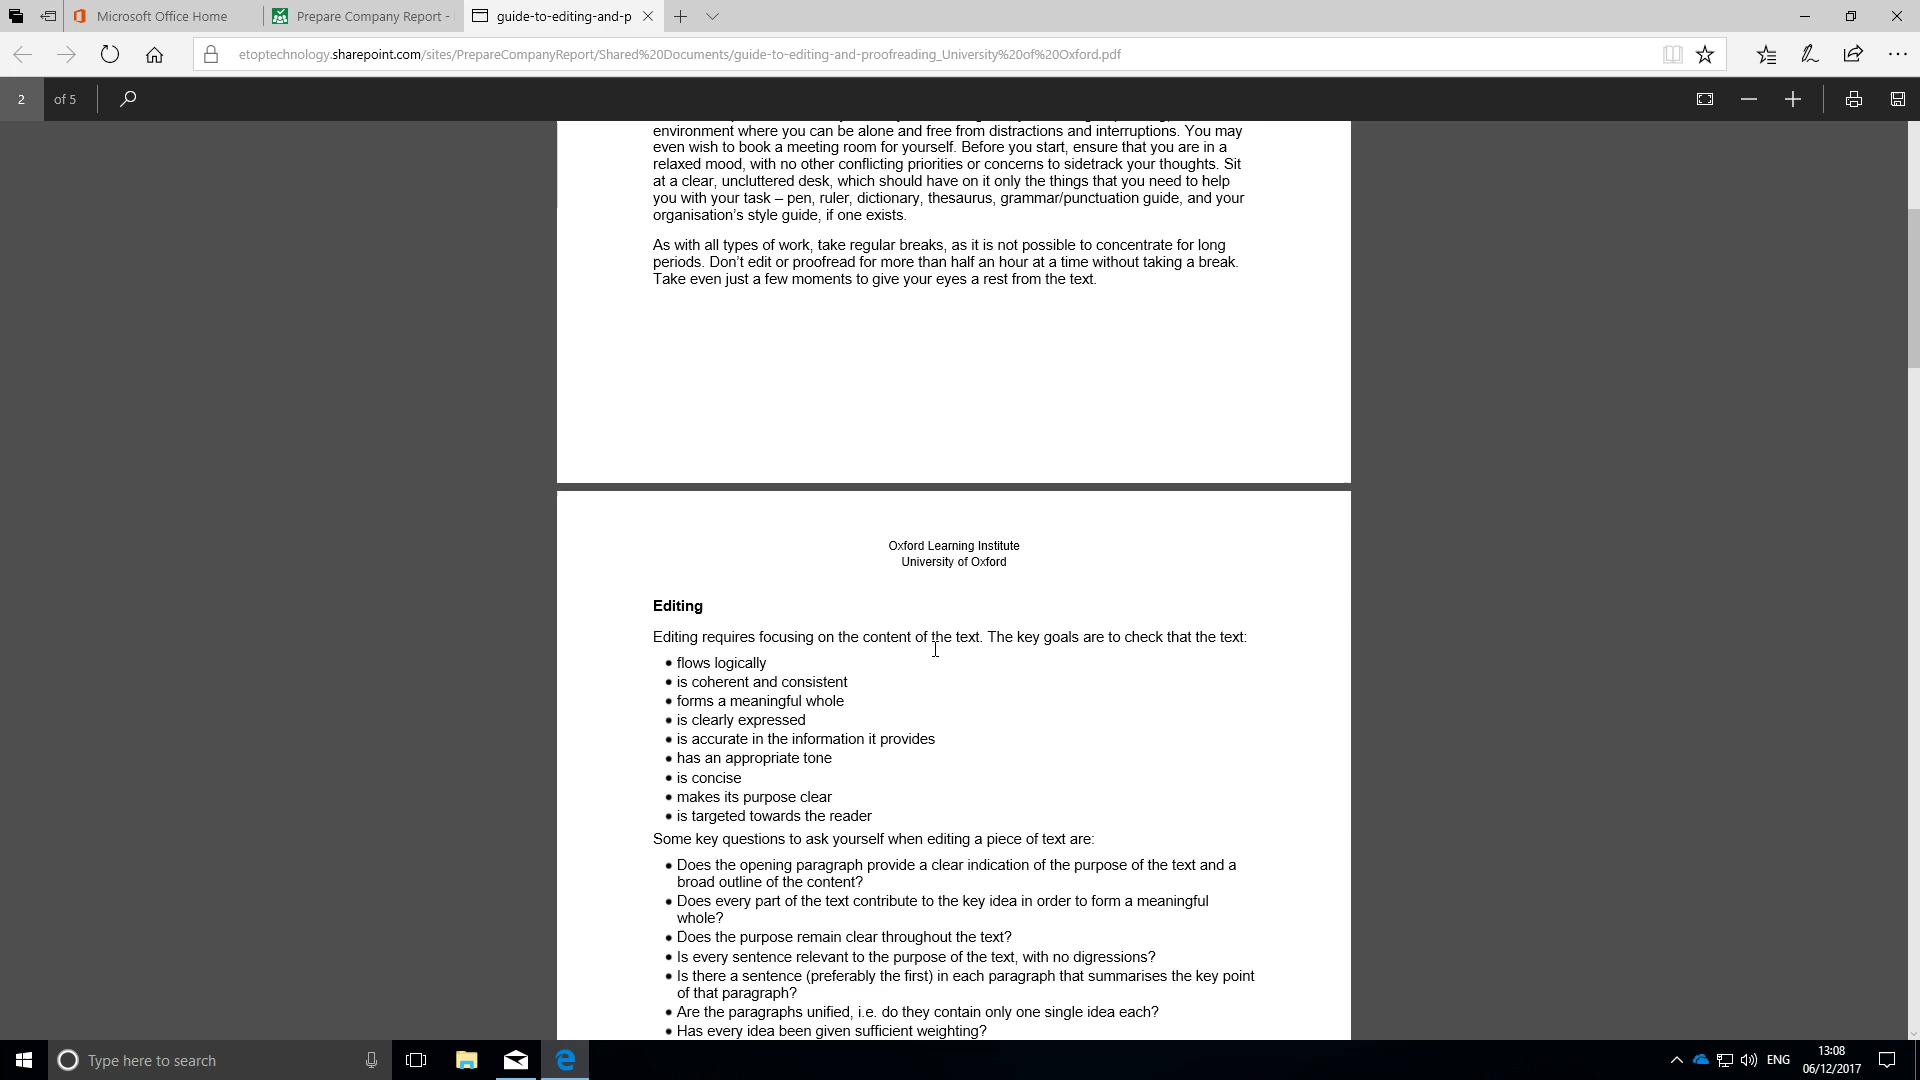 Microsoft Office Home
Prepare Company Report -
guide-to-editing-and-p
etoptechnology.sharepoint.com/sites/PrepareCompanyReport/Shared%20Documents/guide-to-editing-and-proofreading_University%20of%20Oxford.pdf
2 of 5
environment where you can be alone and free from distractions and interruptions. You may
even wish to book a meeting room for yourself. Before you start, ensure that you are in a
relaxed mood, with no other conflicting priorities or concerns to sidetrack your thoughts. Sit
at a clear, uncluttered desk, which should have on it only the things that you need to help
you with your task – pen, ruler, dictionary, thesaurus, grammar/punctuation guide, and your
organisation's style guide, if one exists.
As with all types of work, take regular breaks, as it is not possible to concentrate for long
periods. Don't edit or proofread for more than half an hour at a time without taking a break.
Take even just a few moments to give your eyes a rest from the text.
Oxford Learning Institute
University of Oxford
Editing
Editing requires focusing on the content of the text. The key goals are to check that the text:
• flows logically
• is coherent and consistent
• forms a meaningful whole
• is clearly expressed
• is accurate in the information it provides
• has an appropriate tone
• is concise
• makes its purpose clear
• is targeted towards the reader
Some key questions to ask yourself when editing a piece of text are:
• Does the opening paragraph provide a clear indication of the purpose of the text and a
broad outline of the content?
• Does every part of the text contribute to the key idea in order to form a meaningful
whole?
• Does the purpose remain clear throughout the text?
• Is every sentence relevant to the purpose of the text, with no digressions?
• Is there a sentence (preferably the first) in each paragraph that summarises the key point
of that paragraph?
• Are the paragraphs unified, i.e. do they contain only one single idea each?
• Has every idea been given sufficient weighting?
Type here to search
ENG
13:08
06/12/2017